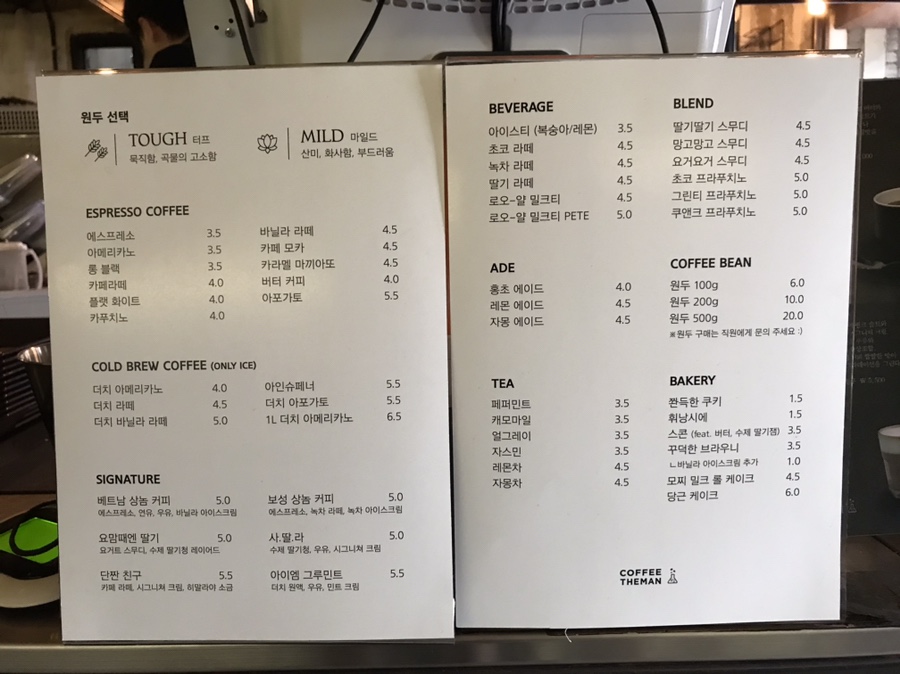 원두 선택
TOUGH 터프
묵직함, 곡물의 고소함
MILD 마일드
산미, 화사함, 부드러움
ESPRESSO COFFEE
에스프레소 3.5
아메리카노 3.5
롱 블랙 3.5
카페라떼 4.0
플랫 화이트 4.0
카푸치노 4.0
바닐라 라떼 4.5
카페 모카 4.5
카라멜 마끼아또 4.5
버터 커피 4.0
아포가토 5.5
COLD BREW COFFEE (ONLY ICE)
더치 아메리카노 4.0
더치 라떼 4.5
더치 바닐라 라떼 5.0
아인슈페너 5.5
더치 아포가토 5.5
1L 더치 아메리카노 6.5
SIGNATURE
베트남 상놈 커피 5.0
에스프레소, 연유, 우유, 바닐라 아이스크림
보성 상놈 커피 5.0
에스프레소, 녹차 라떼, 녹차 아이스크림
요맘때엔 딸기 5.0
요거트 스무디, 수제 딸기청 레이어드
사.딸.라 5.0
수제 딸기청, 우유, 시그니쳐 크림
단짠 친구 5.5
카페 라떼, 시그니쳐 크림, 히말라야 소금
아이엠 그루민트 5.5
더치 원액, 우유, 민트 크림
BEVERAGE
아이스티 (복숭아/레몬) 3.5
초코 라떼 4.5
녹차 라떼 4.5
딸기 라떼 4.5
로오-얄 밀크티 4.5
로오-얄 밀크티 PETE 5.0
BLEND
딸기딸기 스무디 4.5
망고망고 스무디 4.5
요거요거 스무디 4.5
초코 프라푸치노 5.0
그린티 프라푸치노 5.0
쿠앤크 프라푸치노 5.0
ADE
홍초 에이드 4.0
레몬 에이드 4.5
자몽 에이드 4.5
COFFEE BEAN
원두 100g 6.0
원두 200g 10.0
원두 500g 20.0
※원두 구매는 직원에게 문의 주세요 :)
TEA
페퍼민트 3.5
캐모마일 3.5
얼그레이 3.5
자스민 3.5
레몬차 4.5
자몽차 4.5
BAKERY
쫀득한 쿠키 1.5
휘낭시에 1.5
스콘 (feat. 버터, 수제 딸기잼) 3.5
꾸덕한 브라우니 3.5
ㄴ바닐라 아이스크림 추가 1.0
모찌 밀크 롤 케이크 4.5
당근 케이크 6.0
COFFEE
THEMAN